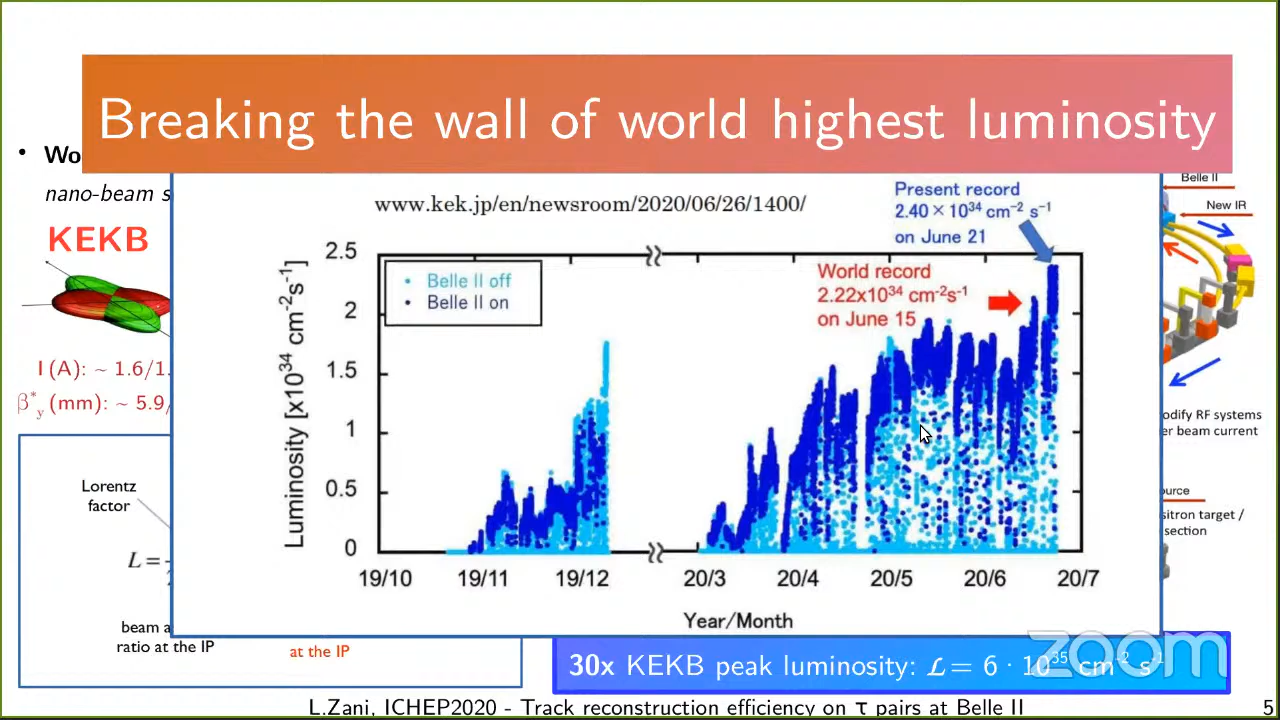 Breaking the wall of world highest luminosity
• Wo
nano-beam s
KEKB
I (A): ~ 1.6/1.
β*y (mm): ~ 5.9/
Lorentz
factor
L =
beam a
ratio at the IP
at the IP
www.kek.jp/en/newsroom/2020/06/26/1400/
Present record
2.40 × 10³⁴ cm⁻² s⁻¹
on June 21
World record
2.22x10³⁴ cm⁻²s⁻¹
on June 15
Belle II off
Belle II on
Luminosity [x10³⁴ cm⁻²s⁻¹]
2.5
2
1.5
1
0.5
0
19/10 19/11 19/12 20/3 20/4 20/5 20/6 20/7
Year/Month
Belle II
New IR
odify RF systems
er beam current
ource
sitron target /
section
30x KEKB peak luminosity: L = 6 · 10³⁵ cm⁻² s⁻¹
zoom
L.Zani, ICHEP2020 - Track reconstruction efficiency on τ pairs at Belle II
5